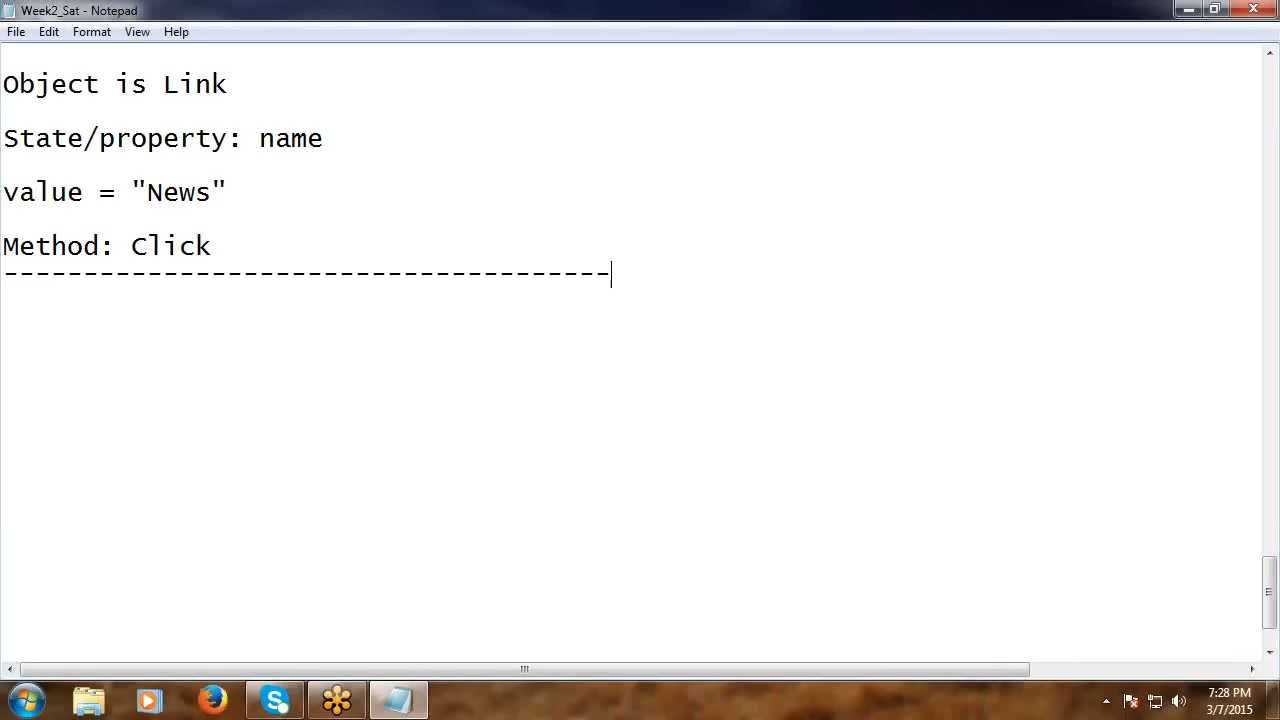 Week2_Sat - Notepad
File Edit Format View Help
Object is Link
State/property: name
value = "News"
Method: Click
--------------------------------------
7:28 PM
3/7/2015